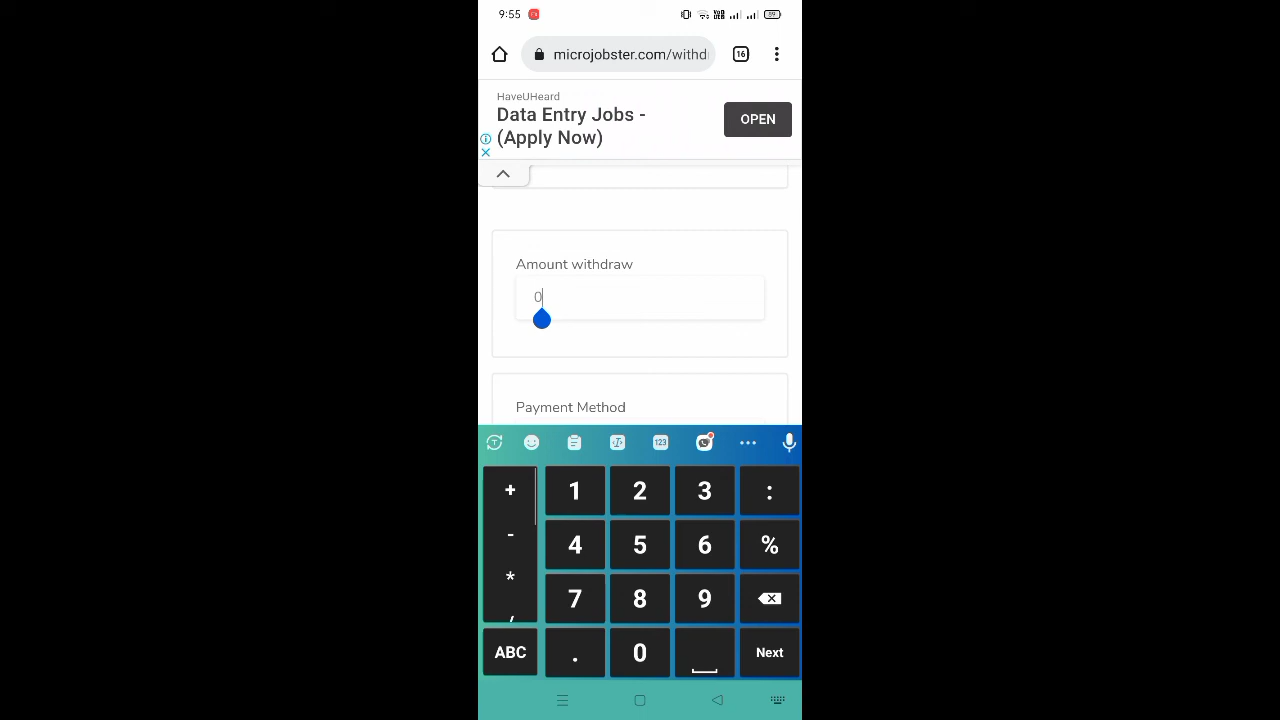 9:55
microjobster.com/withd
16
HaveUHeard
Data Entry Jobs -
(Apply Now)
OPEN
Amount withdraw
0
Payment Method
123
+ 1 2 3 :
- 4 5 6 %
* 7 8 9
,
ABC . 0 Next